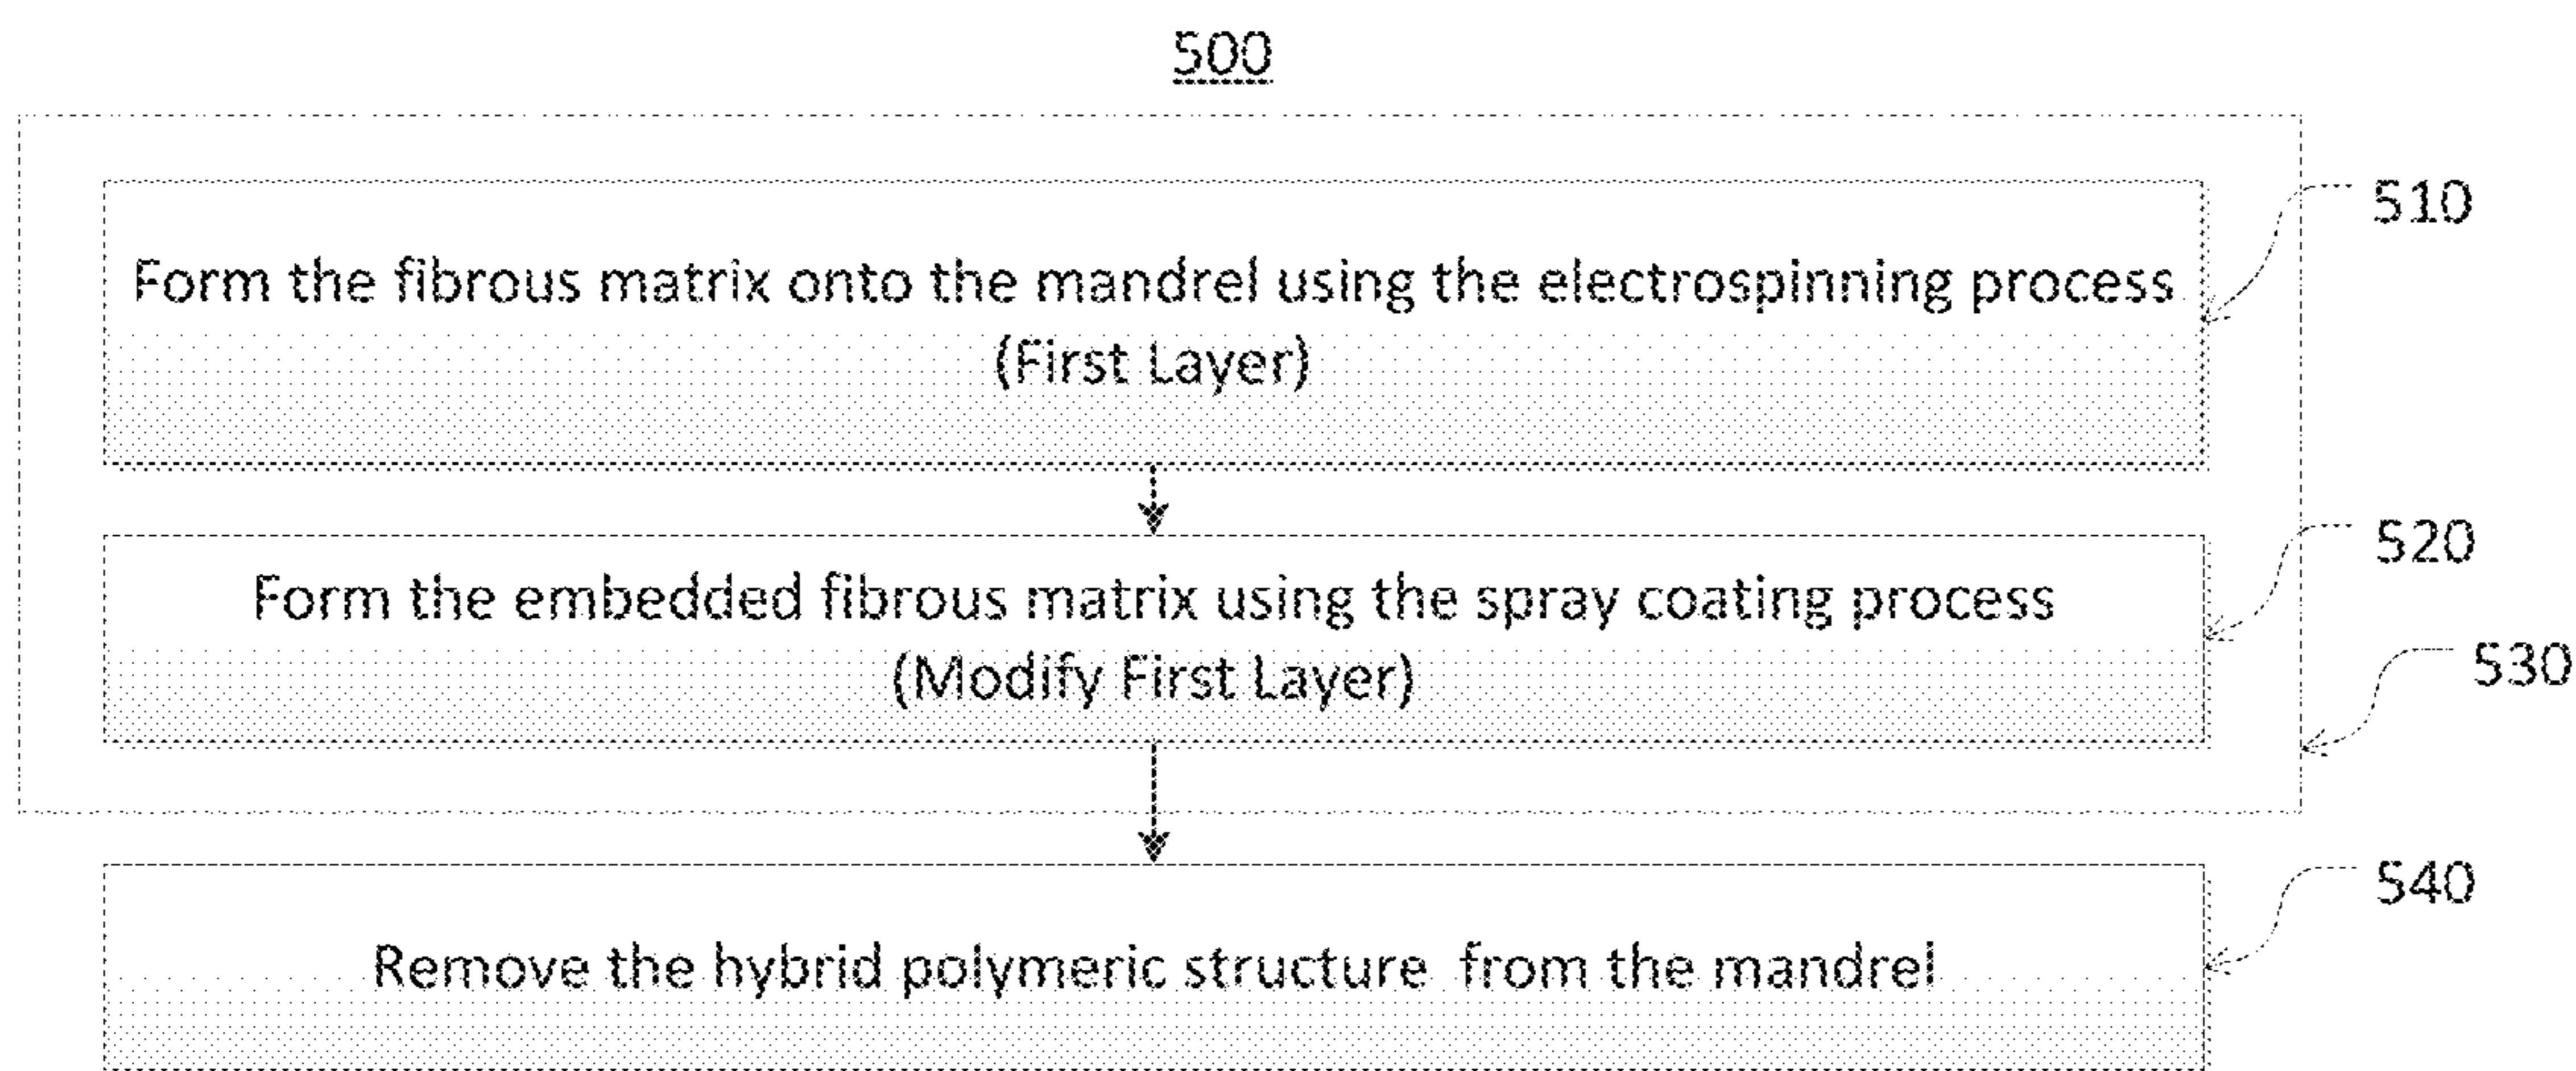 500
Form the fibrous matrix onto the mandrel using the electrospinning process
(First Layer)
510
Form the embedded fibrous matrix using the spray coating process
(Modify First Layer)
520
530
Remove the hybrid polymeric structure from the mandrel
540